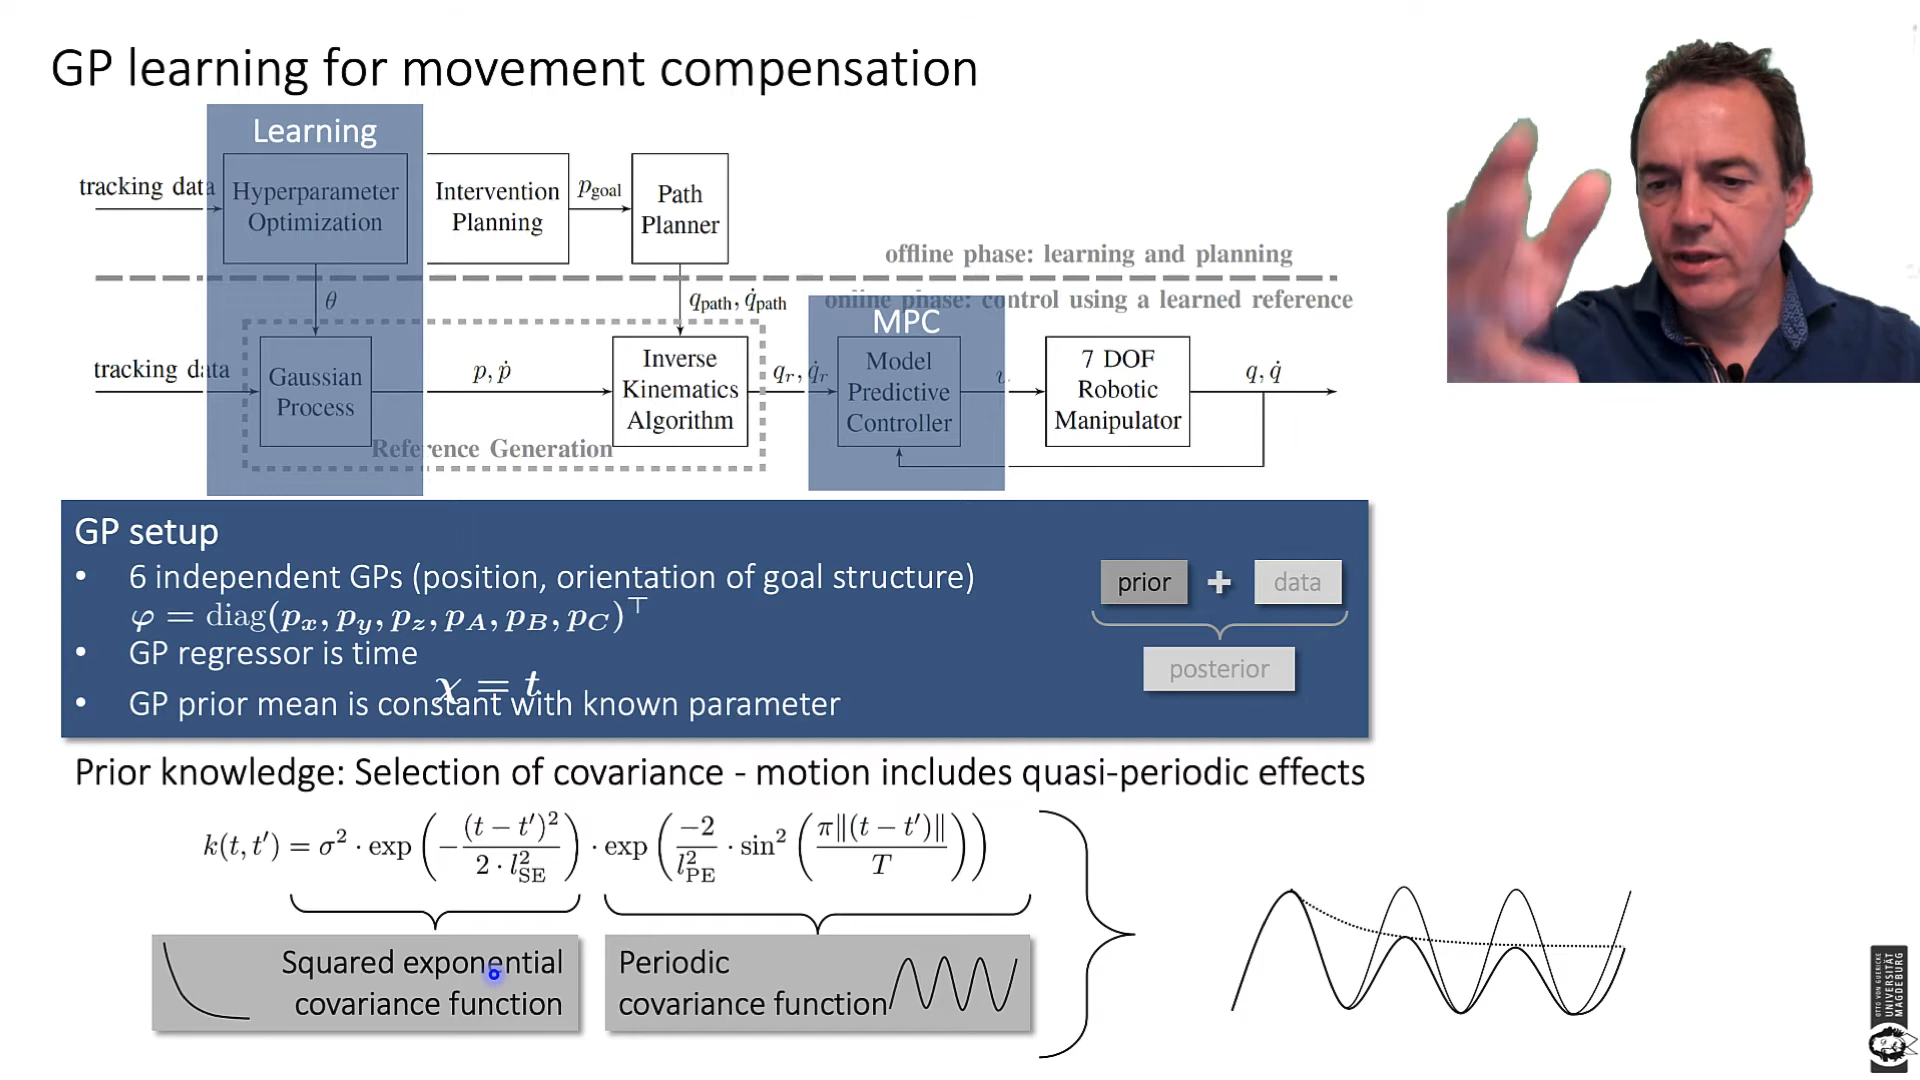 GP learning for movement compensation
Learning
tracking data
Hyperparameter
Optimization
Intervention
Planning
p_goal
Path
Planner
offline phase: learning and planning
θ
q_path, q̇_path
online phase: control using a learned reference
MPC
tracking data
Gaussian
Process
p, ṗ
Inverse
Kinematics
Algorithm
q_r, q̇_r
Model
Predictive
Controller
7 DOF
Robotic
Manipulator
q, q̇
Reference Generation
GP setup
• 6 independent GPs (position, orientation of goal structure)
φ = diag(p_x, p_y, p_z, p_A, p_B, p_C)^⊤
• GP regressor is time
χ = t
• GP prior mean is constant with known parameter
prior + data
posterior
Prior knowledge: Selection of covariance - motion includes quasi-periodic effects
k(t, t′) = σ² · exp(−(t − t′)² / (2 · l²_SE)) · exp(−2 / l²_PE · sin²(π‖(t − t′)‖ / T))
Squared exponential
covariance function
Periodic
covariance function
OTTO VON GUERICKE
UNIVERSITÄT
MAGDEBURG